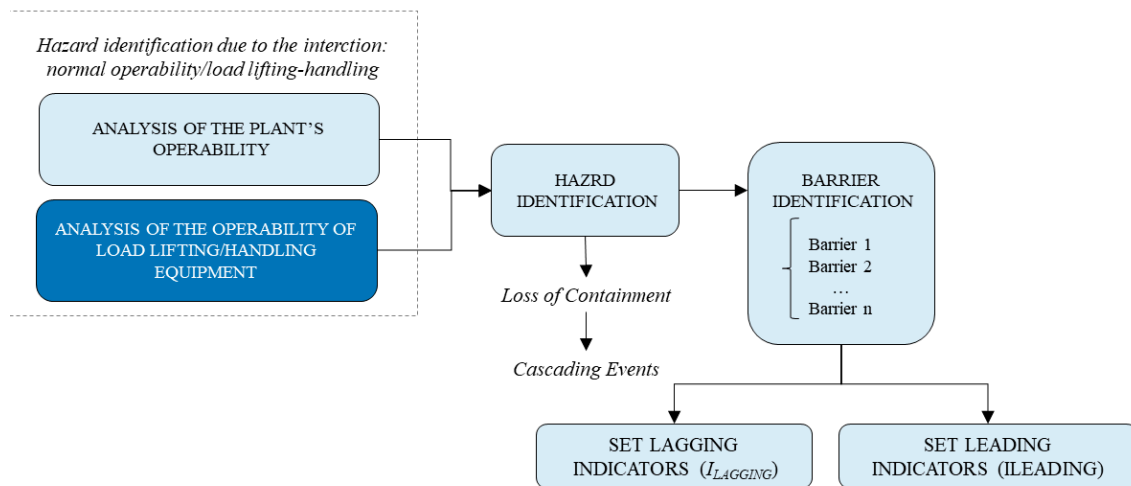 Hazard identification due to the interction:
normal operability/load lifting-handling
ANALYSIS OF THE PLANT'S
OPERABILITY
ANALYSIS OF THE OPERABILITY OF
LOAD LIFTING/HANDLING
EQUIPMENT
HAZRD
IDENTIFICATION
Loss of Containment
Cascading Events
BARRIER
IDENTIFICATION
Barrier 1
Barrier 2
…
Barrier n
SET LAGGING
INDICATORS (I_LAGGING)
SET LEADING
INDICATORS (ILEADING)